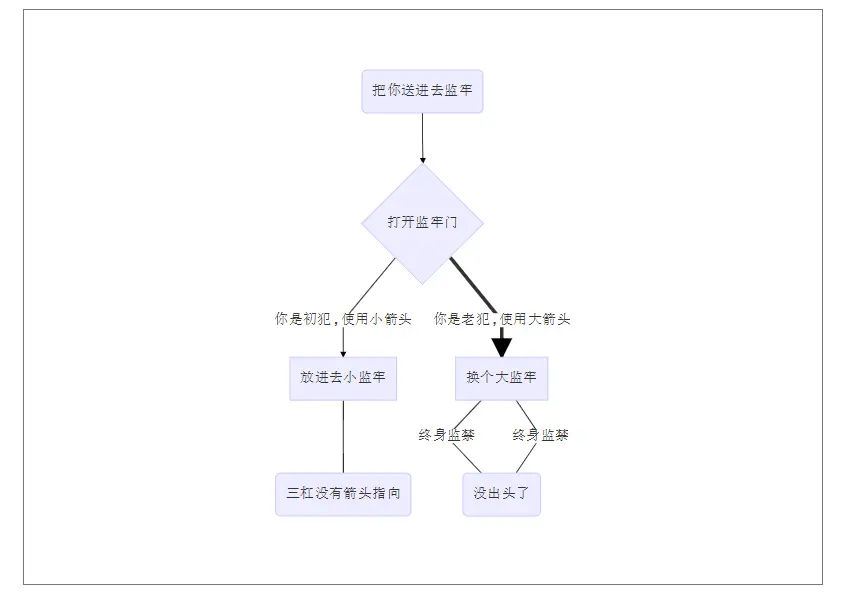 把你送进去监牢
打开监牢门
你是初犯,使用小箭头
你是老犯,使用大箭头
放进去小监牢
换个大监牢
终身监禁
终身监禁
三杠没有箭头指向
没出头了